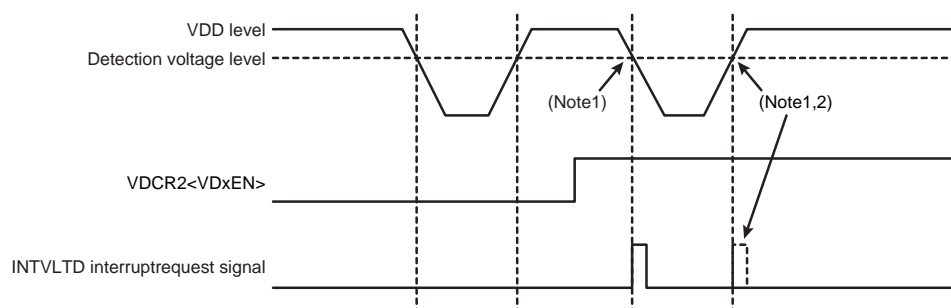 VDD level
Detection voltage level
(Note1)
(Note1,2)
VDCR2<VDxEN>
INTVLTD interruptrequest signal